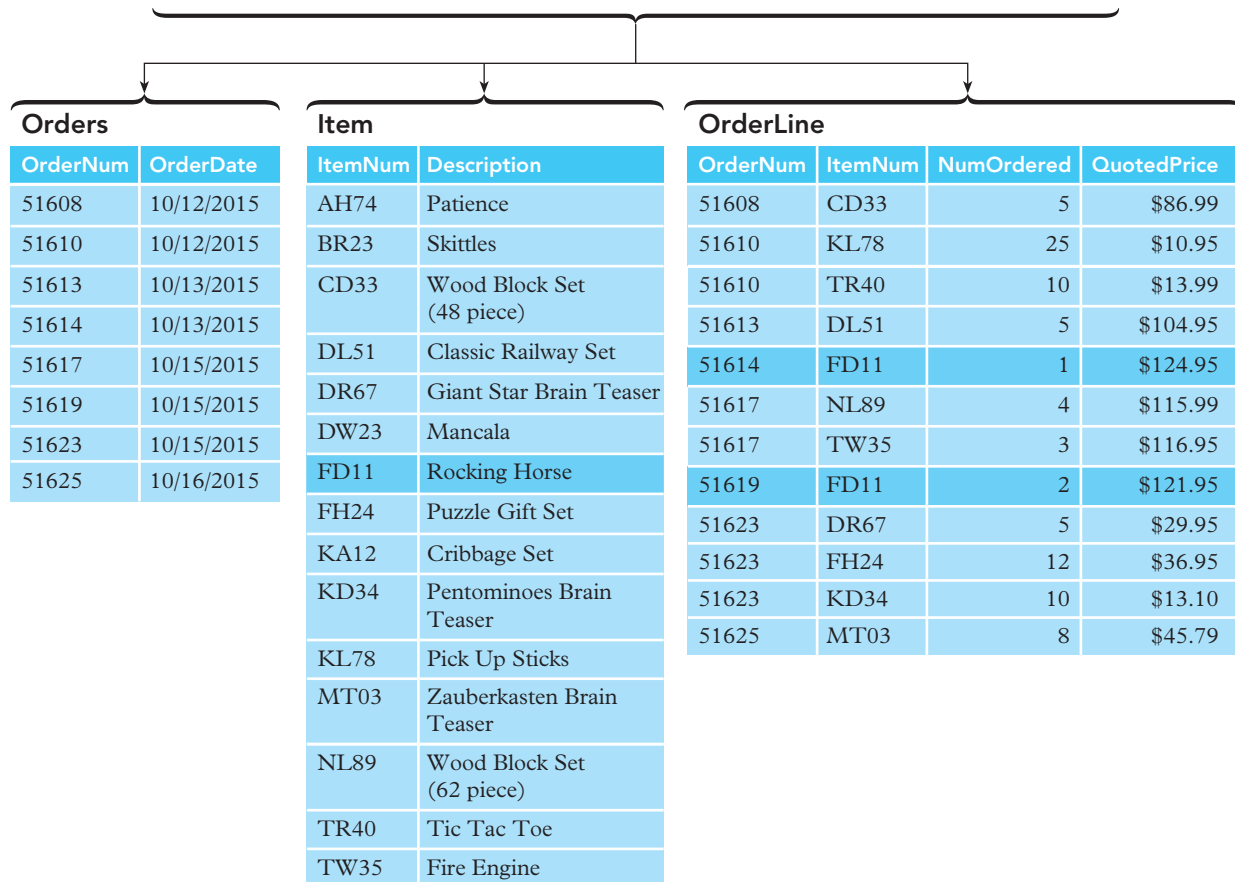 Orders
OrderNum OrderDate
51608 10/12/2015
51610 10/12/2015
51613 10/13/2015
51614 10/13/2015
51617 10/15/2015
51619 10/15/2015
51623 10/15/2015
51625 10/16/2015
Item
ItemNum Description
AH74 Patience
BR23 Skittles
CD33 Wood Block Set
(48 piece)
DL51 Classic Railway Set
DR67 Giant Star Brain Teaser
DW23 Mancala
FD11 Rocking Horse
FH24 Puzzle Gift Set
KA12 Cribbage Set
KD34 Pentominoes Brain
Teaser
KL78 Pick Up Sticks
MT03 Zauberkasten Brain
Teaser
NL89 Wood Block Set
(62 piece)
TR40 Tic Tac Toe
TW35 Fire Engine
OrderLine
OrderNum ItemNum NumOrdered QuotedPrice
51608 CD33 5 $86.99
51610 KL78 25 $10.95
51610 TR40 10 $13.99
51613 DL51 5 $104.95
51614 FD11 1 $124.95
51617 NL89 4 $115.99
51617 TW35 3 $116.95
51619 FD11 2 $121.95
51623 DR67 5 $29.95
51623 FH24 12 $36.95
51623 KD34 10 $13.10
51625 MT03 8 $45.79